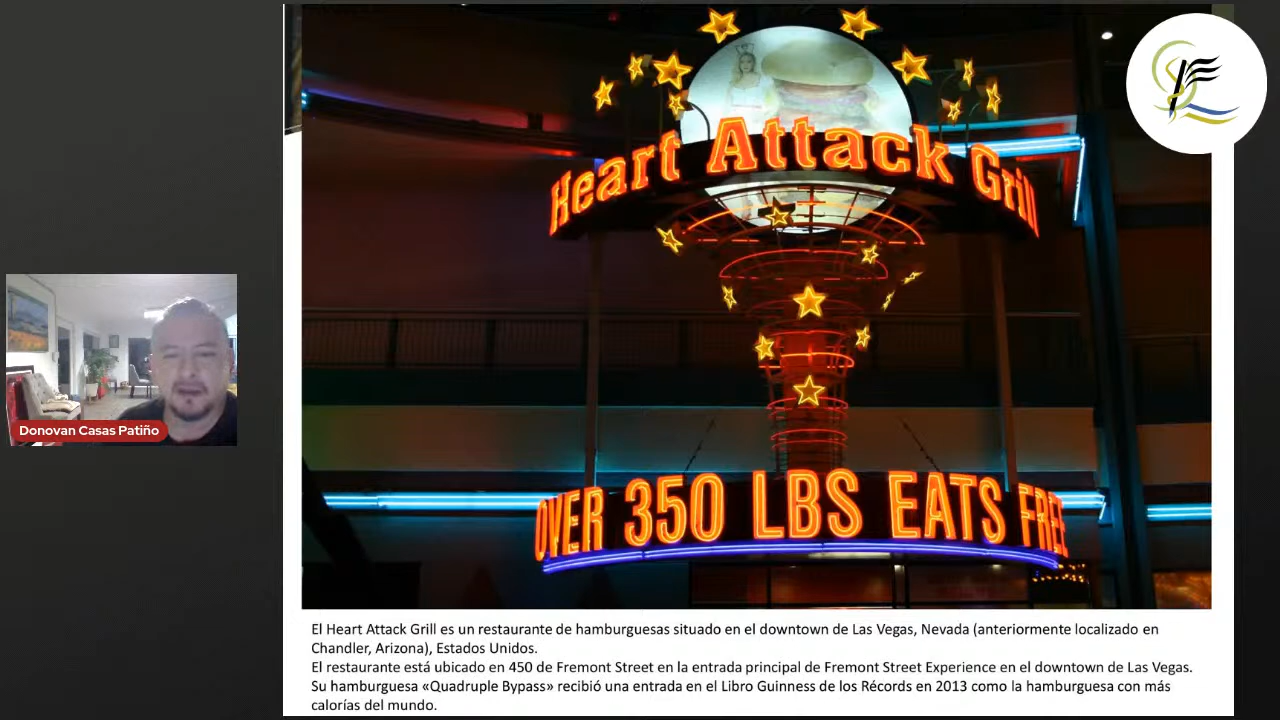 Heart Attack Grill
OVER 350 LBS EATS FREE
Donovan Casas Patiño
El Heart Attack Grill es un restaurante de hamburguesas situado en el downtown de Las Vegas, Nevada (anteriormente localizado en
Chandler, Arizona), Estados Unidos.
El restaurante está ubicado en 450 de Fremont Street en la entrada principal de Fremont Street Experience en el downtown de Las Vegas.
Su hamburguesa «Quadruple Bypass» recibió una entrada en el Libro Guinness de los Récords en 2013 como la hamburguesa con más
calorías del mundo.